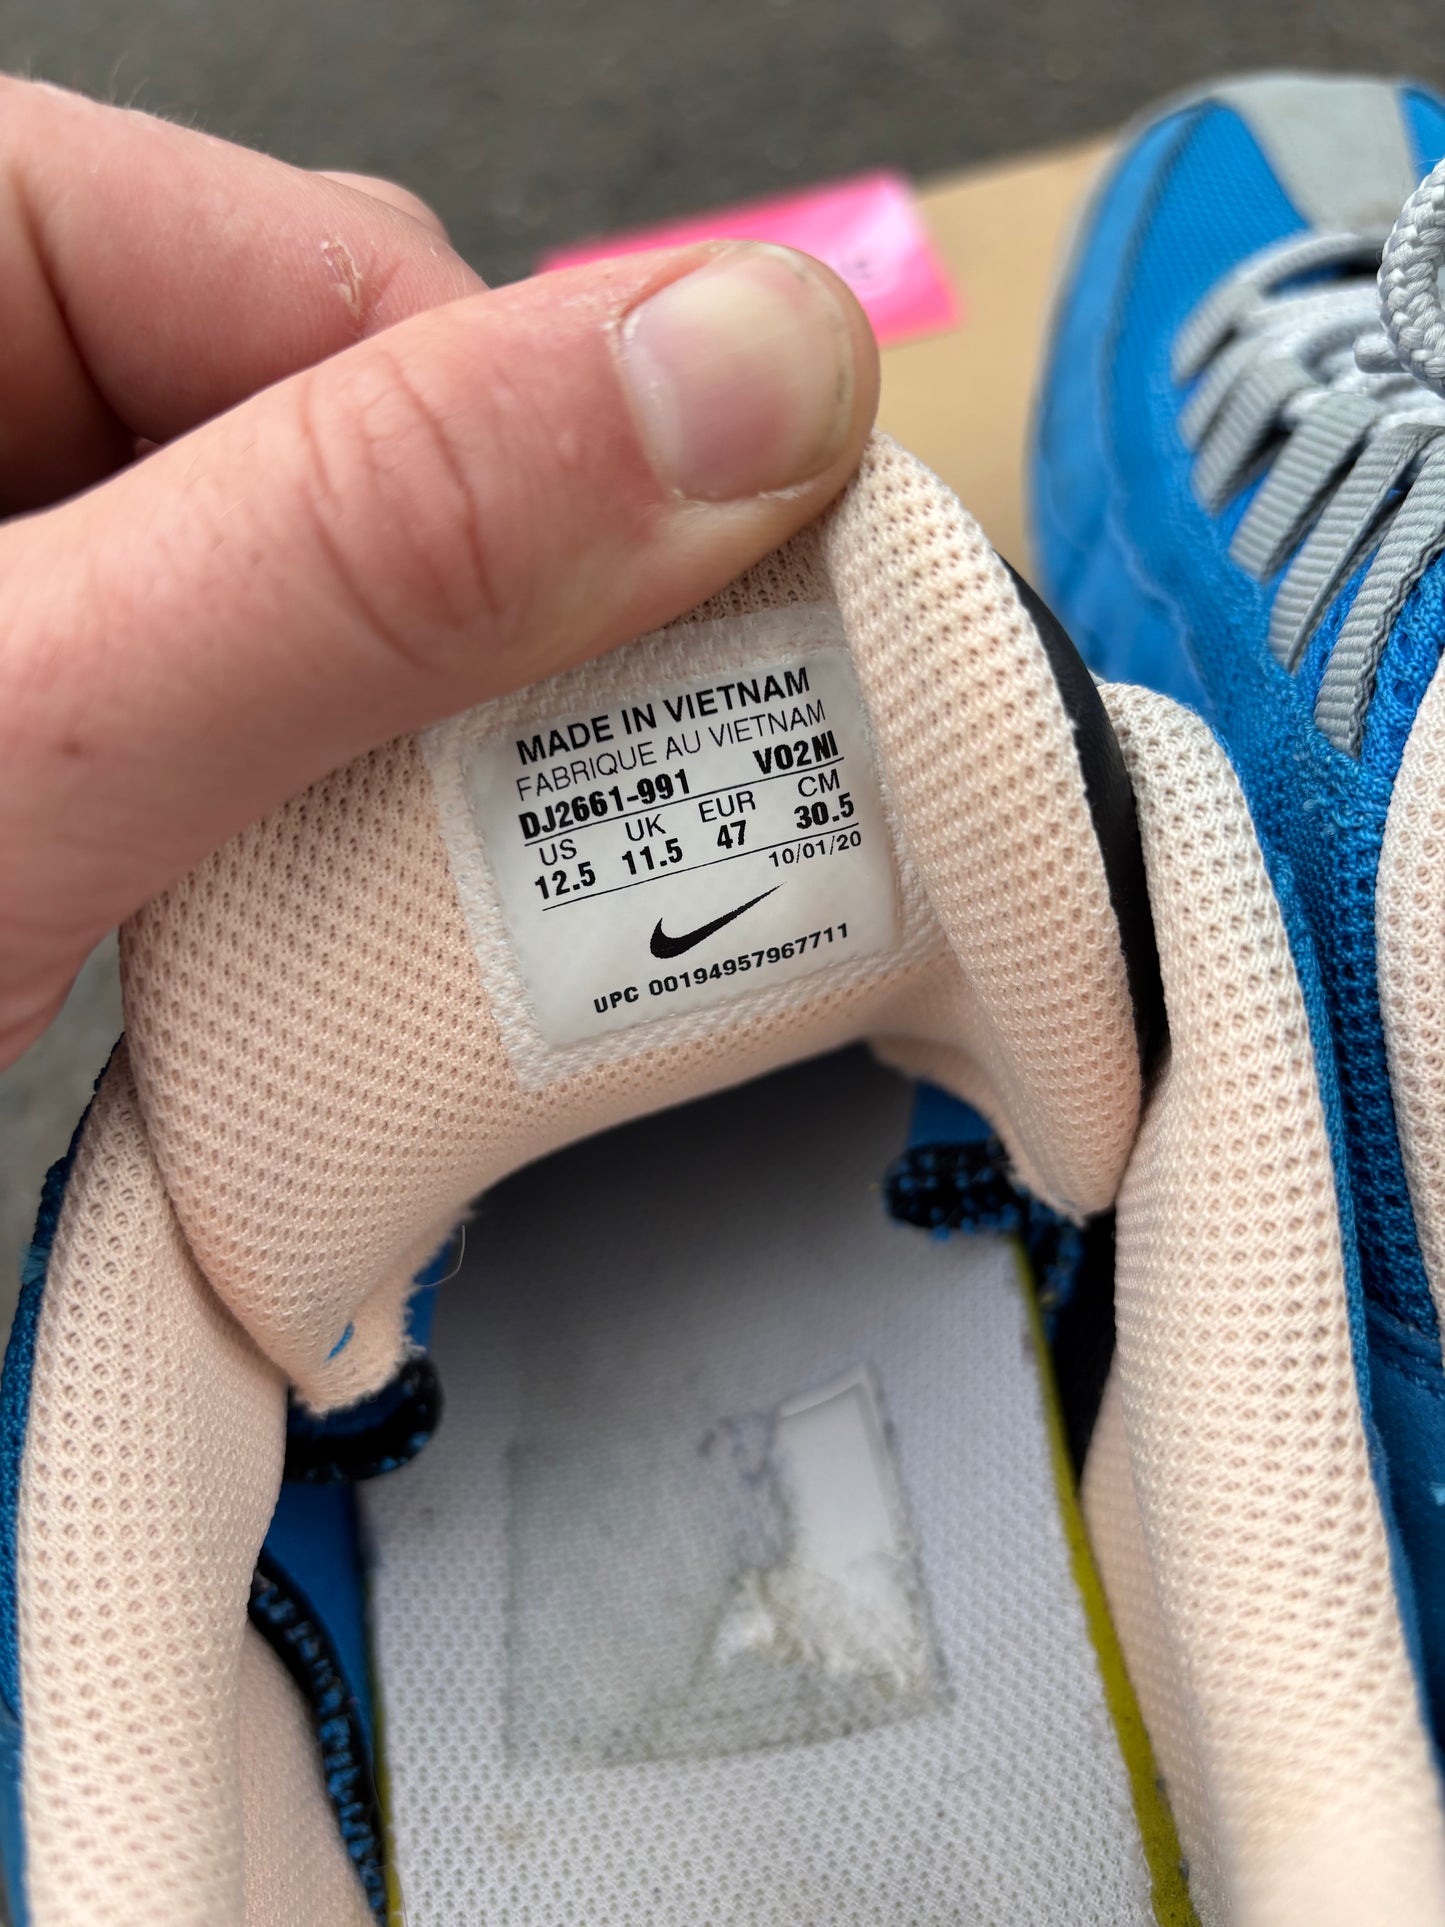 MADE IN VIETNAM
FABRIQUE AU VIETNAM
DJ2661-991 V02NI
US UK EUR CM
12.5 11.5 47 30.5
10/01/20
UPC 00194957967711